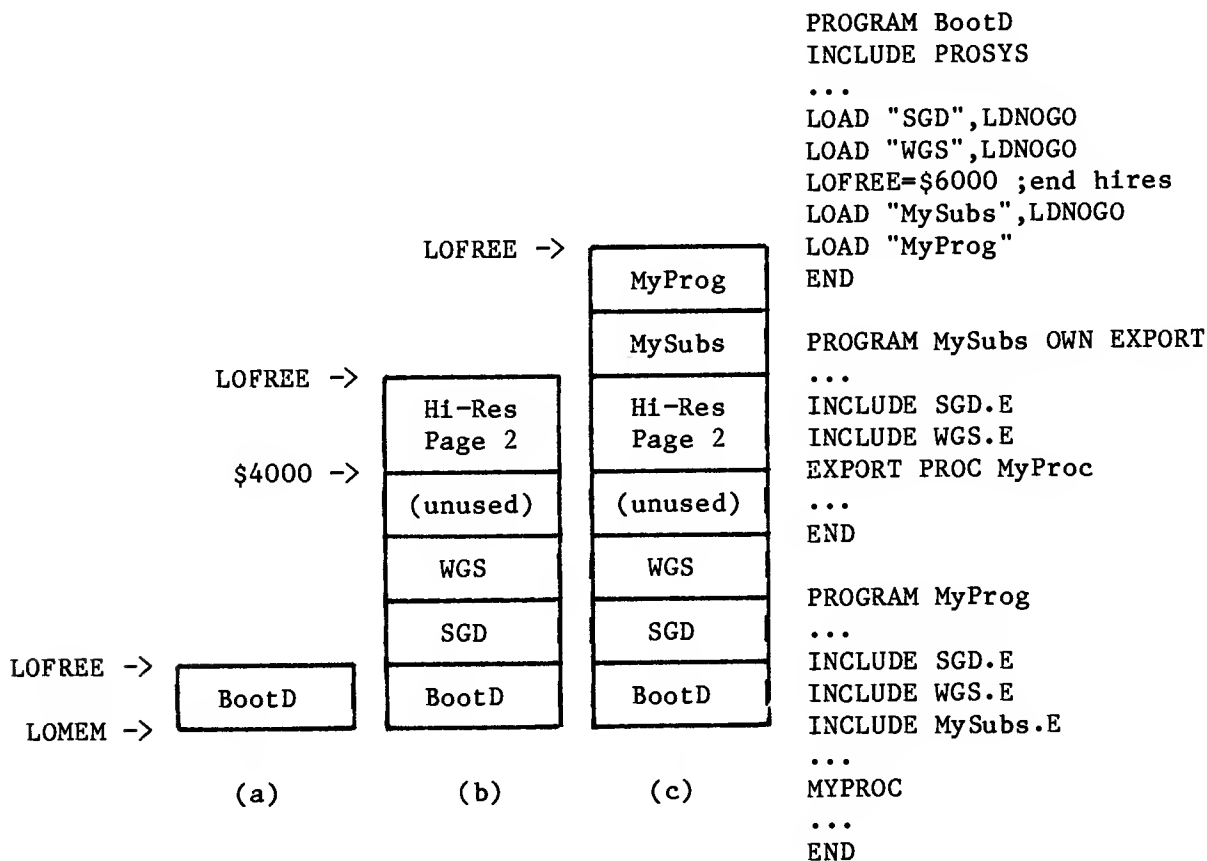 PROGRAM BootD
INCLUDE PROSYS
...
LOAD "SGD",LDNOGO
LOAD "WGS",LDNOGO
LOFREE=$6000 ;end hires
LOAD "MySubs",LDNOGO
LOAD "MyProg"
END
PROGRAM MySubs OWN EXPORT
...
INCLUDE SGD.E
INCLUDE WGS.E
EXPORT PROC MyProc
...
END
PROGRAM MyProg
...
INCLUDE SGD.E
INCLUDE WGS.E
INCLUDE MySubs.E
...
MYPROC
...
END
LOFREE ->
BootD
LOMEM ->
(a)
LOFREE ->
Hi-Res
Page 2
$4000 ->
(unused)
WGS
SGD
BootD
(b)
LOFREE ->
MyProg
MySubs
Hi-Res
Page 2
(unused)
WGS
SGD
BootD
(c)